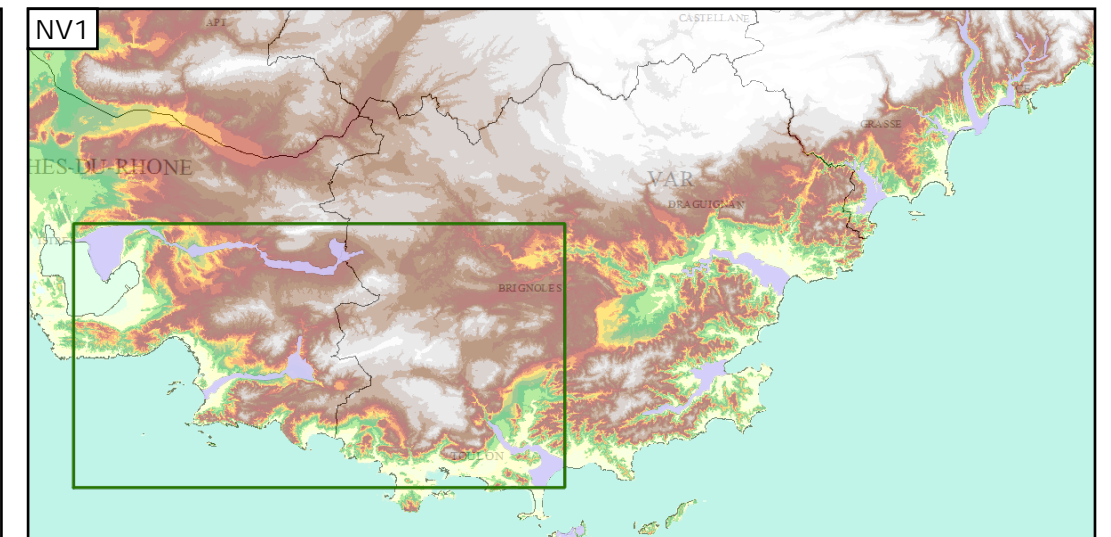 NV1
APT
CASTELLANE
GRASSE
HES-DU-RHONE
VAR
DRAGUIGNAN
BRIGNOLES
TOULON